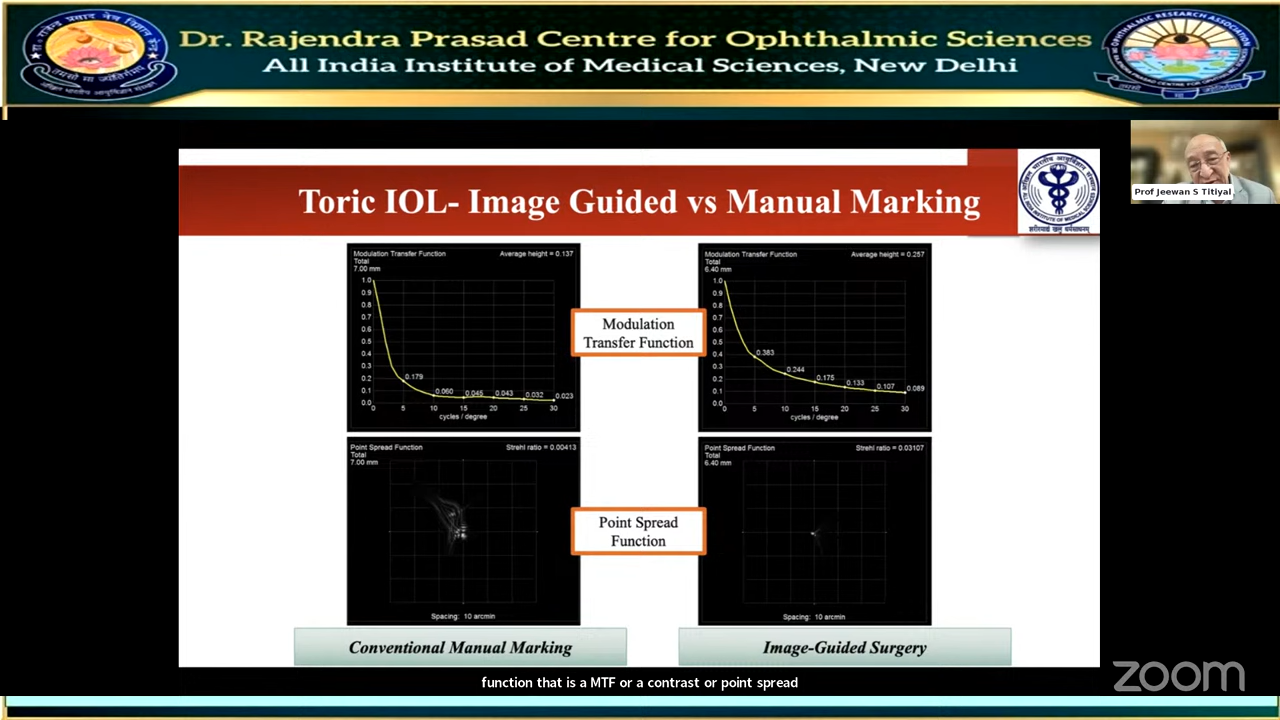 Dr. Rajendra Prasad Centre for Ophthalmic Sciences
All India Institute of Medical Sciences, New Delhi
Prof Jeewan S Titiyal
Toric IOL- Image Guided vs Manual Marking
Modulation Transfer Function Average height = 0.137
Total
7.00 mm
1.0
0.9
0.8
0.7
0.6
0.5
0.4
0.3
0.2
0.1
0.0
0.179
0.060
0.045
0.043
0.032
0.023
0 5 10 15 20 25 30
cycles / degree
Modulation
Transfer Function
Modulation Transfer Function Average height = 0.257
Total
6.40 mm
1.0
0.9
0.8
0.7
0.6
0.5
0.4
0.3
0.2
0.1
0.0
0.383
0.244
0.175
0.133
0.107
0.089
0 5 10 15 20 25 30
cycles / degree
Point Spread Function Strehl ratio = 0.00413
Total
7.00 mm
Spacing: 10 arcmin
Point Spread
Function
Point Spread Function Strehl ratio = 0.03107
Total
6.40 mm
Spacing: 10 arcmin
Conventional Manual Marking
Image-Guided Surgery
function that is a MTF or a contrast or point spread
zoom